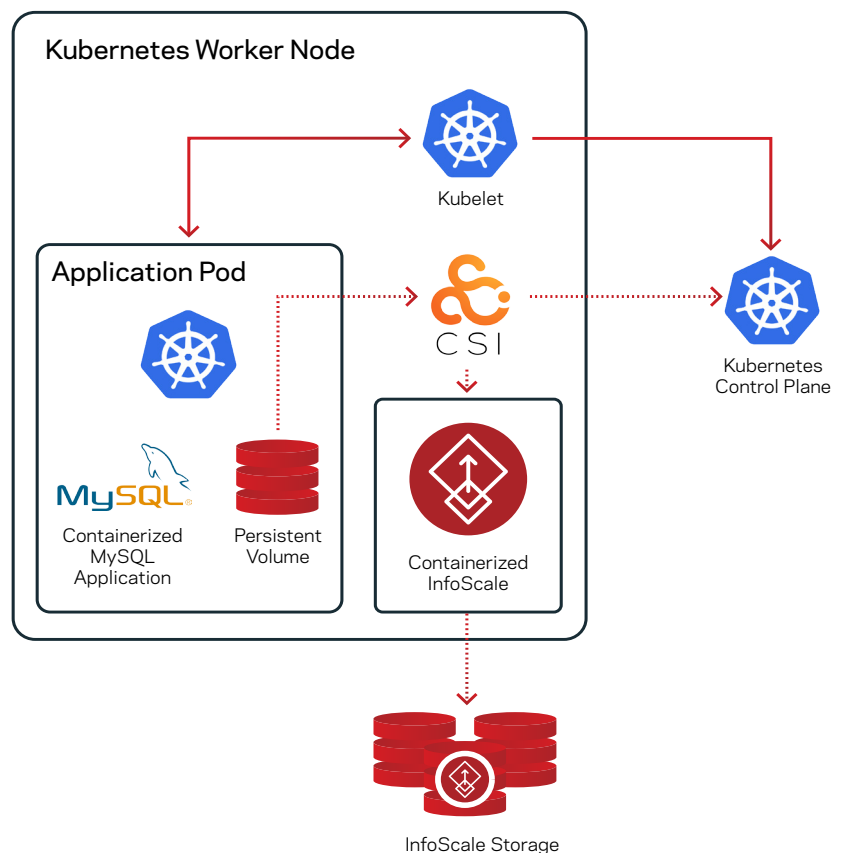 Kubernetes Worker Node
Kubelet
Application Pod
CSI
Kubernetes
Control Plane
MySQL®
Containerized
MySQL
Application
Persistent
Volume
Containerized
InfoScale
InfoScale Storage